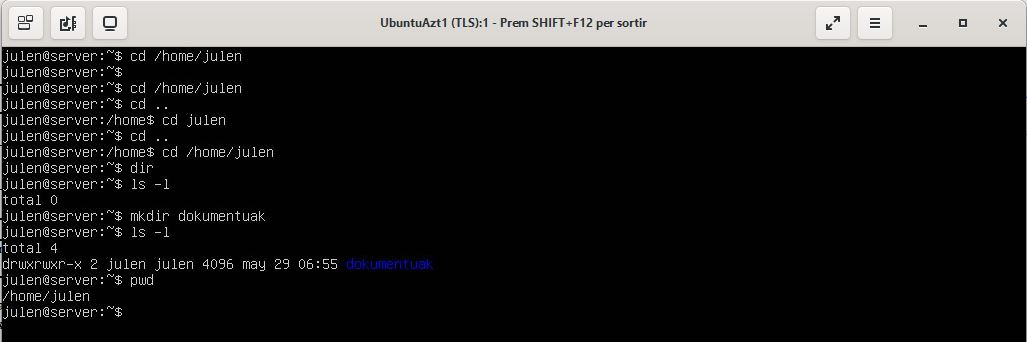 UbuntuAzt1 (TLS):1 - Prem SHIFT+F12 per sortir
julen@server:~$ cd /home/julen
julen@server:~$
julen@server:~$ cd /home/julen
julen@server:~$ cd ..
julen@server:/home$ cd julen
julen@server:~$ cd ..
julen@server:/home$ cd /home/julen
julen@server:~$ dir
julen@server:~$ ls -l
total 0
julen@server:~$ mkdir dokumentuak
julen@server:~$ ls -l
total 4
drwxrwxr-x 2 julen julen 4096 may 29 06:55 dokumentuak
julen@server:~$ pwd
/home/julen
julen@server:~$